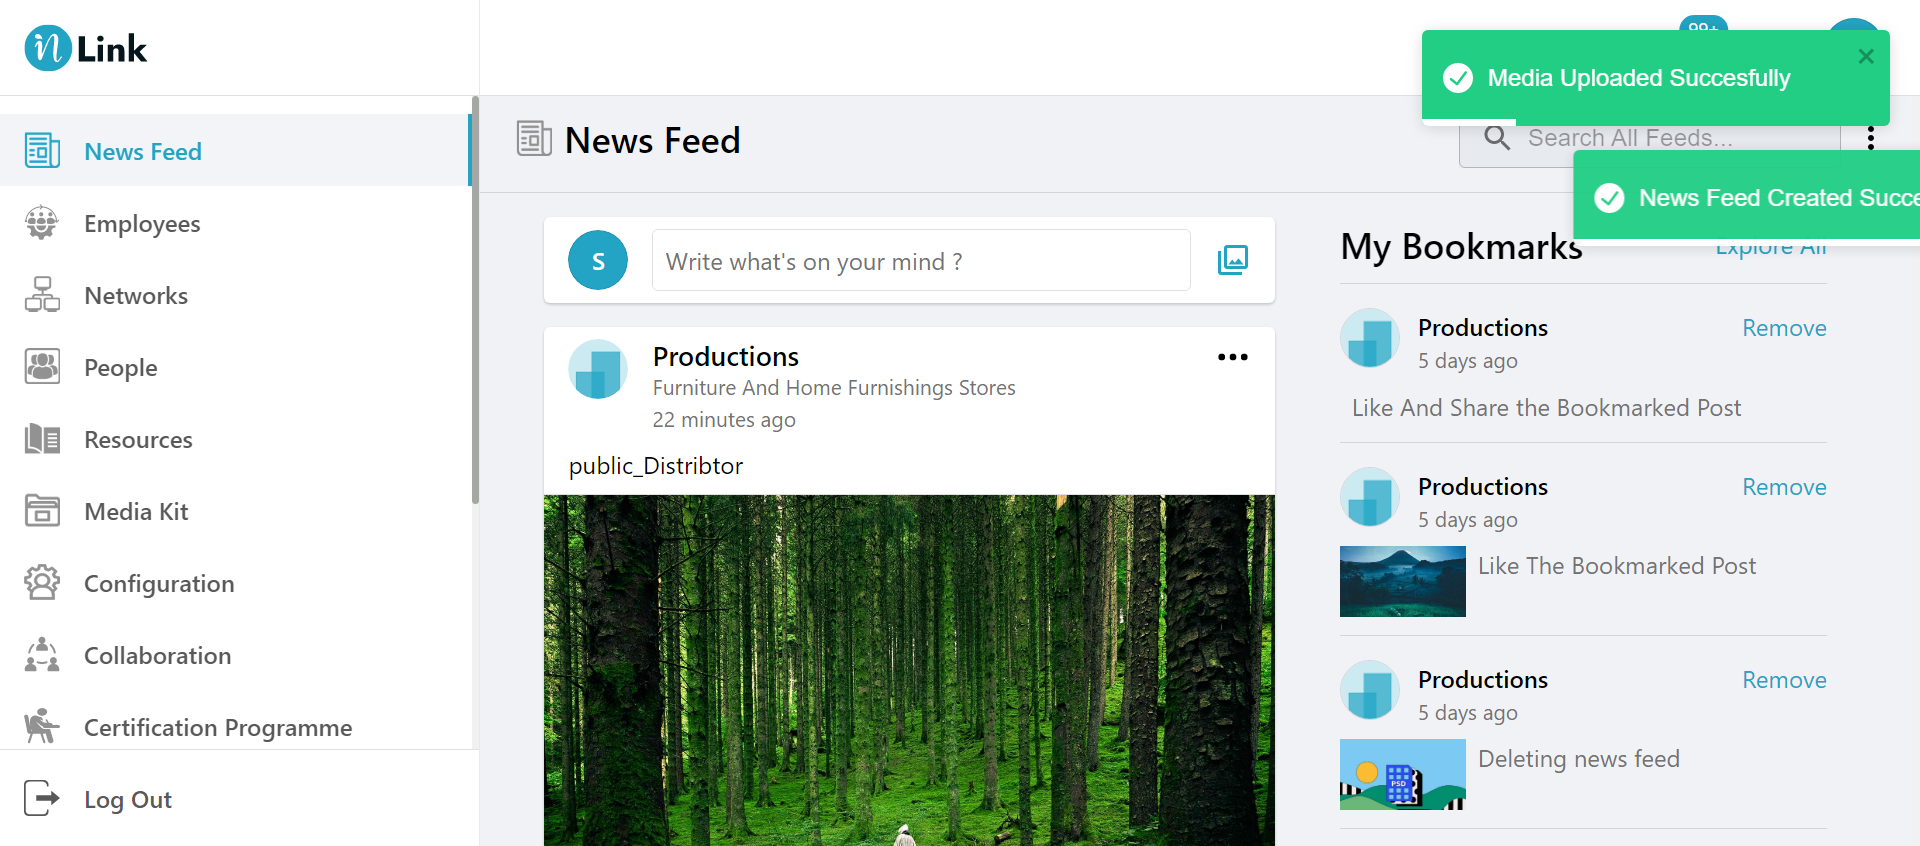 n Link
99+
Media Uploaded Succesfully
News Feed
Search All Feeds...
News Feed Created Succe
News Feed
Employees
Networks
People
Resources
Media Kit
Configuration
Collaboration
Certification Programme
Log Out
S
Write what's on your mind ?
Productions
Furniture And Home Furnishings Stores
22 minutes ago
public_Distribtor
My Bookmarks
Explore All
Productions
Remove
5 days ago
Like And Share the Bookmarked Post
Productions
Remove
5 days ago
Like The Bookmarked Post
Productions
Remove
5 days ago
PSD
Deleting news feed